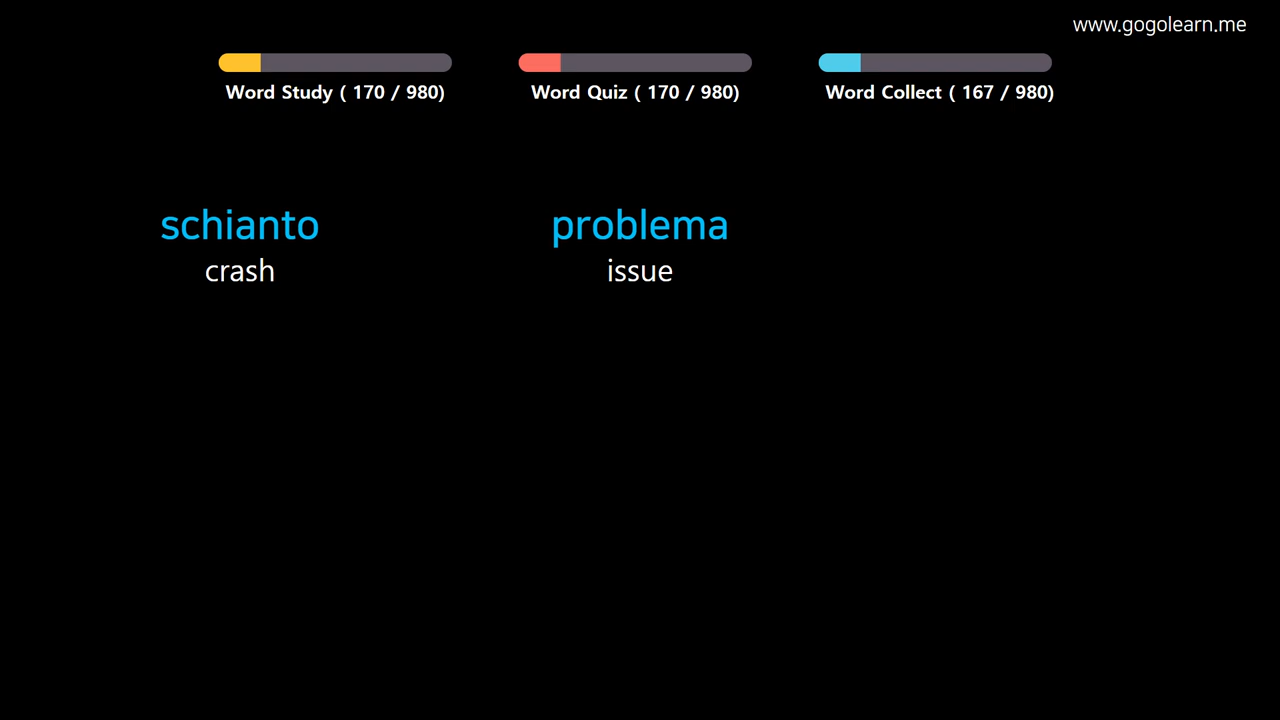 www.gogolearn.me
Word Study ( 170 / 980)
Word Quiz ( 170 / 980)
Word Collect ( 167 / 980)
schianto
crash
problema
issue